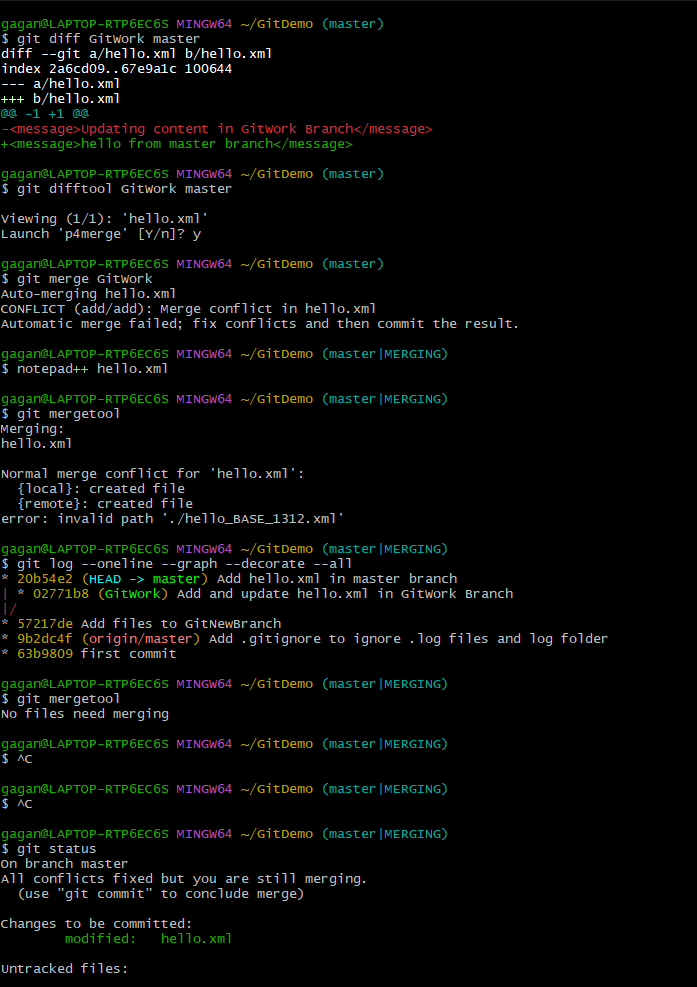 gagan@LAPTOP-RTP6EC6S MINGW64 ~/GitDemo (master)
$ git diff GitWork master
diff --git a/hello.xml b/hello.xml
index 2a6cd09..67e9a1c 100644
--- a/hello.xml
+++ b/hello.xml
@@ -1 +1 @@
-<message>Updating content in GitWork Branch</message>
+<message>hello from master branch</message>
gagan@LAPTOP-RTP6EC6S MINGW64 ~/GitDemo (master)
$ git difftool GitWork master
Viewing (1/1): 'hello.xml'
Launch 'p4merge' [Y/n]? y
gagan@LAPTOP-RTP6EC6S MINGW64 ~/GitDemo (master)
$ git merge GitWork
Auto-merging hello.xml
CONFLICT (add/add): Merge conflict in hello.xml
Automatic merge failed; fix conflicts and then commit the result.
gagan@LAPTOP-RTP6EC6S MINGW64 ~/GitDemo (master|MERGING)
$ notepad++ hello.xml
gagan@LAPTOP-RTP6EC6S MINGW64 ~/GitDemo (master|MERGING)
$ git mergetool
Merging:
hello.xml
Normal merge conflict for 'hello.xml':
  {local}: created file
  {remote}: created file
error: invalid path './hello_BASE_1312.xml'
gagan@LAPTOP-RTP6EC6S MINGW64 ~/GitDemo (master|MERGING)
$ git log --oneline --graph --decorate --all
* 20b54e2 (HEAD -> master) Add hello.xml in master branch
| * 02771b8 (GitWork) Add and update hello.xml in GitWork Branch
|/
* 57217de Add files to GitNewBranch
* 9b2dc4f (origin/master) Add .gitignore to ignore .log files and log folder
* 63b9809 first commit
gagan@LAPTOP-RTP6EC6S MINGW64 ~/GitDemo (master|MERGING)
$ git mergetool
No files need merging
gagan@LAPTOP-RTP6EC6S MINGW64 ~/GitDemo (master|MERGING)
$ ^C
gagan@LAPTOP-RTP6EC6S MINGW64 ~/GitDemo (master|MERGING)
$ ^C
gagan@LAPTOP-RTP6EC6S MINGW64 ~/GitDemo (master|MERGING)
$ git status
On branch master
All conflicts fixed but you are still merging.
  (use "git commit" to conclude merge)
Changes to be committed:
        modified:   hello.xml
Untracked files: